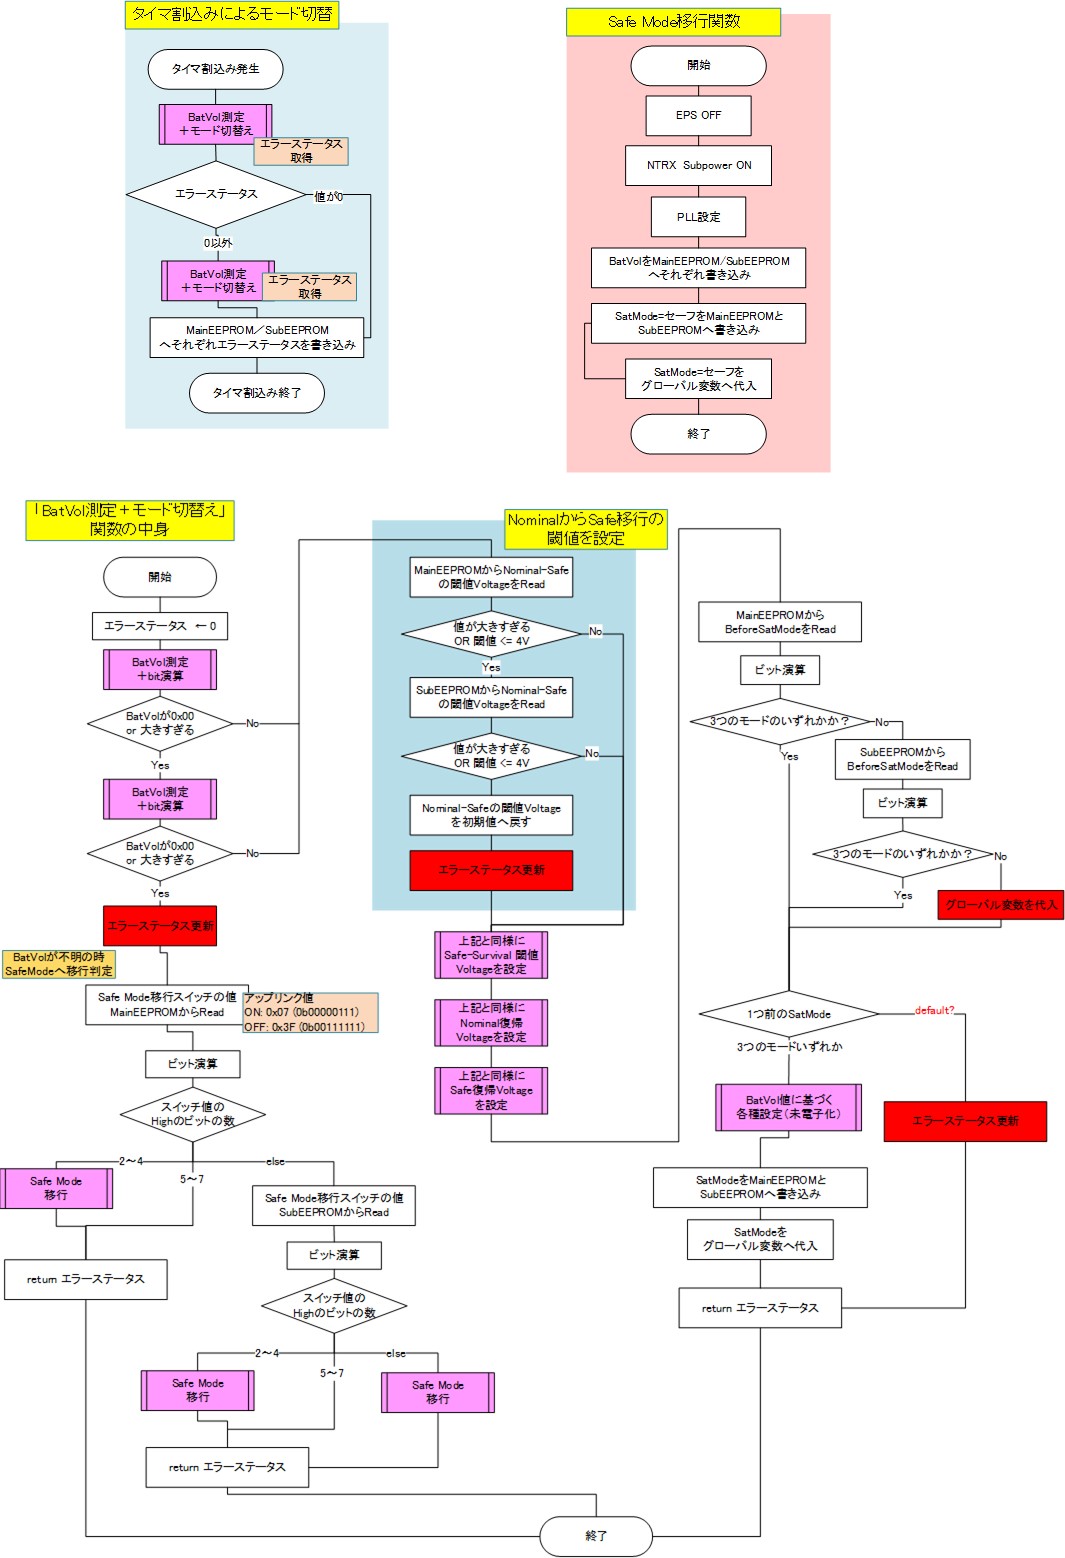 タイマ割込みによるモード切替
タイマ割込み発生
BatVol測定
＋モード切替え
エラーステータス
取得
エラーステータス
値が0
0以外
BatVol測定
＋モード切替え
エラーステータス
取得
MainEEPROM／SubEEPROM
へそれぞれエラーステータスを書き込み
タイマ割込み終了
Safe Mode移行関数
開始
EPS OFF
NTRX Subpower ON
PLL設定
BatVolをMainEEPROM/SubEEPROM
へそれぞれ書き込み
SatMode=セーフをMainEEPROMと
SubEEPROMへ書き込み
SatMode=セーフを
グローバル変数へ代入
終了
「BatVol測定＋モード切替え」
関数の中身
開始
エラーステータス ← 0
BatVol測定
＋bit演算
BatVolが0x00
or 大きすぎる
No
Yes
BatVol測定
＋bit演算
BatVolが0x00
or 大きすぎる
No
Yes
エラーステータス更新
BatVolが不明の時
SafeModeへ移行判定
Safe Mode移行スイッチの値
MainEEPROMからRead
アップリンク値
ON: 0x07 (0b00000111)
OFF: 0x3F (0b00111111)
ビット演算
スイッチ値の
Highのビットの数
2～4
5～7
else
Safe Mode
移行
return エラーステータス
Safe Mode移行スイッチの値
SubEEPROMからRead
ビット演算
スイッチ値の
Highのビットの数
2～4
5～7
else
Safe Mode
移行
Safe Mode
移行
return エラーステータス
NominalからSafe移行の
閾値を設定
MainEEPROMからNominal-Safe
の閾値VoltageをRead
値が大きすぎる
OR 閾値 <= 4V
No
Yes
SubEEPROMからNominal-Safe
の閾値VoltageをRead
値が大きすぎる
OR 閾値 <= 4V
No
Nominal-Safeの閾値Voltage
を初期値へ戻す
エラーステータス更新
上記と同様に
Safe-Survival 閾値
Voltageを設定
上記と同様に
Nominal復帰
Voltageを設定
上記と同様に
Safe復帰Voltage
を設定
MainEEPROMから
BeforeSatModeをRead
ビット演算
3つのモードのいずれかか？
No
Yes
SubEEPROMから
BeforeSatModeをRead
ビット演算
3つのモードのいずれかか？
No
Yes
グローバル変数を代入
1つ前のSatMode
default?
3つのモードいずれか
BatVol値に基づく
各種設定（未電子化）
エラーステータス更新
SatModeをMainEEPROMと
SubEEPROMへ書き込み
SatModeを
グローバル変数へ代入
return エラーステータス
終了